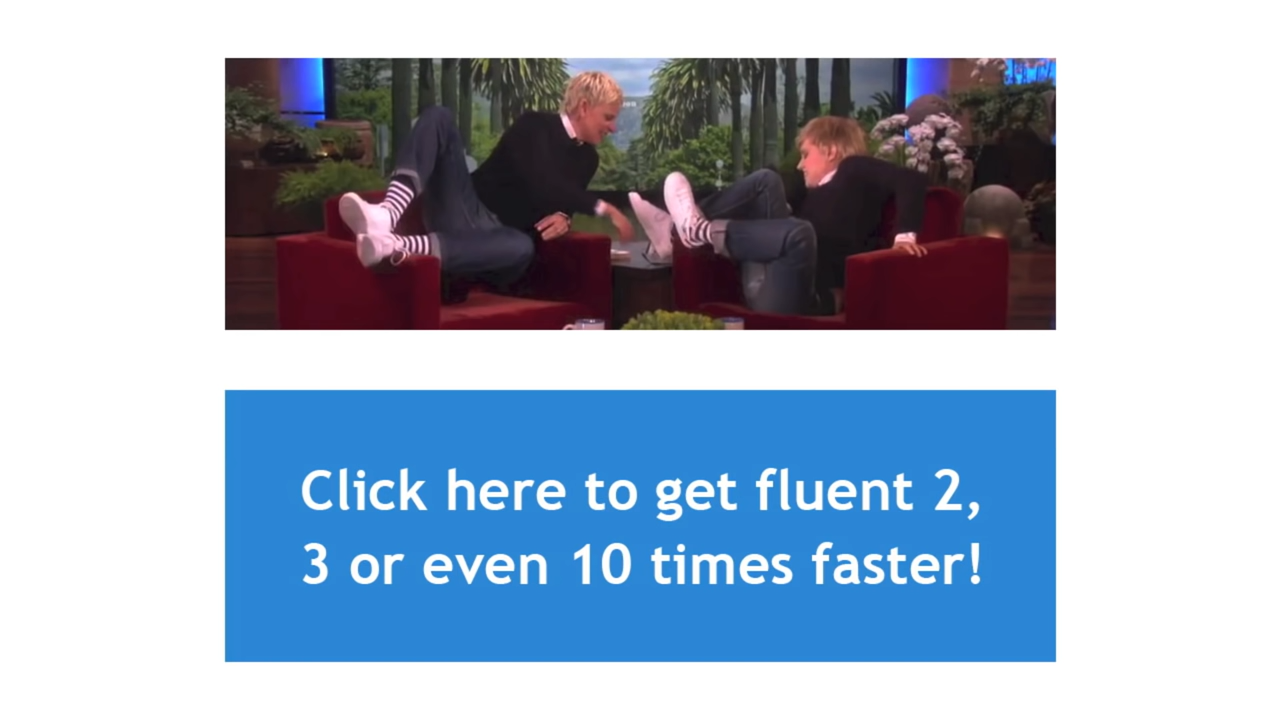 Click here to get fluent 2,
3 or even 10 times faster!